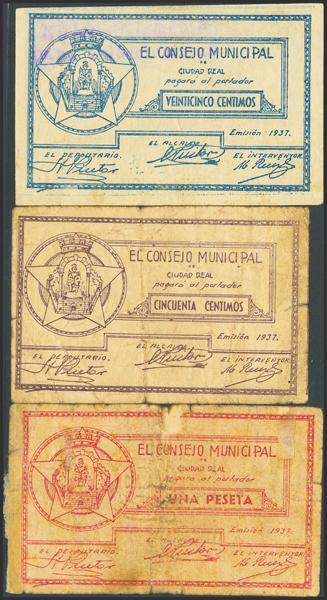 EL CONSEJO MUNICIPAL
DE
CIUDAD REAL
pagará al portador
VEINTICINCO CENTIMOS
Emisión 1937.
EL DEPOSITARIO. EL ALCALDE EL INTERVENTOR
EL CONSEJO MUNICIPAL
DE
CIUDAD REAL
pagará al portador
CINCUENTA CENTIMOS
Emisión 1937.
EL DEPOSITARIO. EL ALCALDE EL INTERVENTOR
EL CONSEJO MUNICIPAL
DE
CIUDAD REAL
pagará al portador
UNA PESETA
Emisión 1937.
EL DEPOSITARIO. EL ALCALDE EL INTERVENTOR